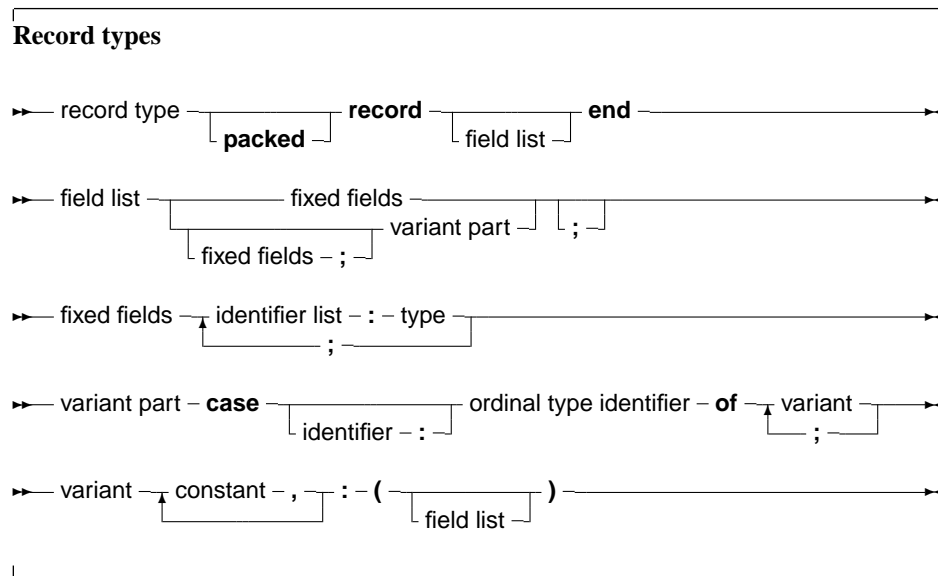 Record types
record type packed record field list end
field list fixed fields variant part ;
fixed fields ;
fixed fields identifier list : type
;
variant part case ordinal type identifier of variant
identifier : ;
variant constant , : ( )
field list